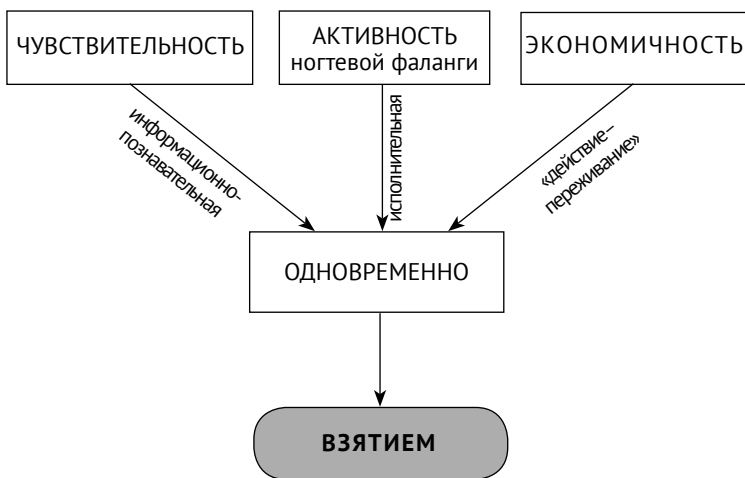 ЧУВСТВИТЕЛЬНОСТЬ
АКТИВНОСТЬ
ногтевой фаланги
ЭКОНОМИЧНОСТЬ
информационно-
познавательная
исполнительная
«действие–
переживание»
ОДНОВРЕМЕННО
ВЗЯТИЕМ